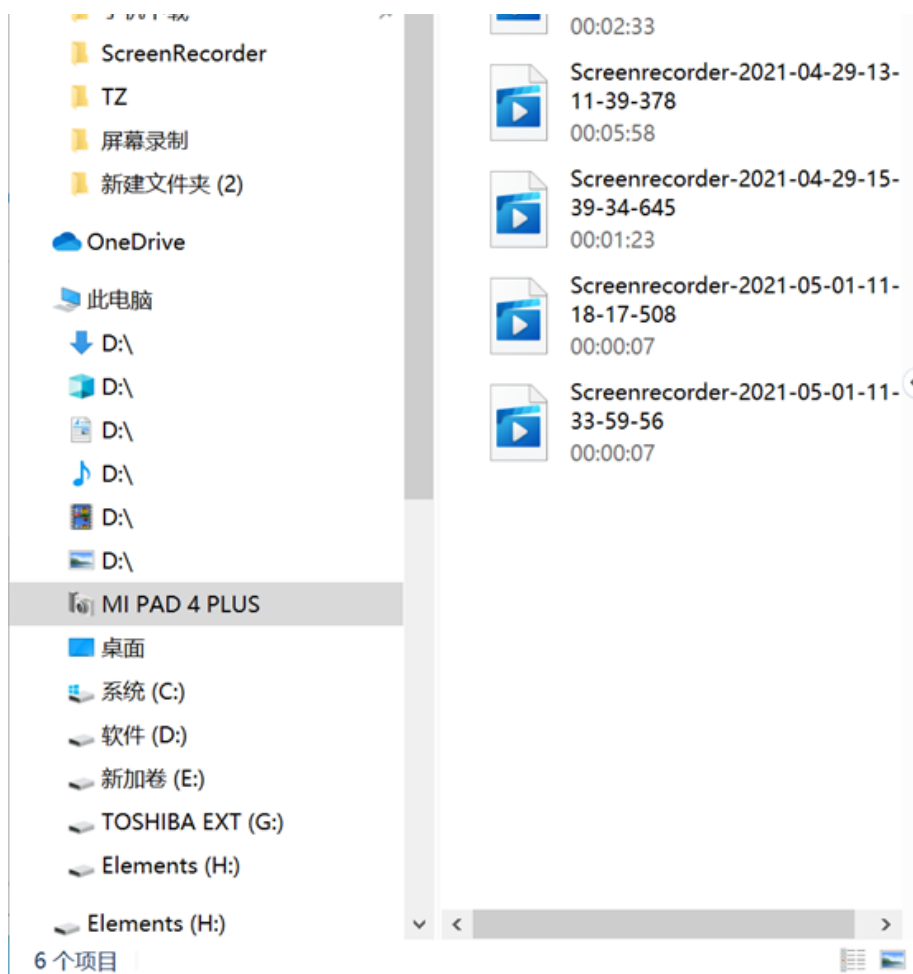 ScreenRecorder
TZ
屏幕录制
新建文件夹 (2)
OneDrive
此电脑
D:\
D:\
D:\
D:\
D:\
D:\
MI PAD 4 PLUS
桌面
系统 (C:)
软件 (D:)
新加卷 (E:)
TOSHIBA EXT (G:)
Elements (H:)
Elements (H:)
00:02:33
Screenrecorder-2021-04-29-13-
11-39-378
00:05:58
Screenrecorder-2021-04-29-15-
39-34-645
00:01:23
Screenrecorder-2021-05-01-11-
18-17-508
00:00:07
Screenrecorder-2021-05-01-11-
33-59-56
00:00:07
6 个项目